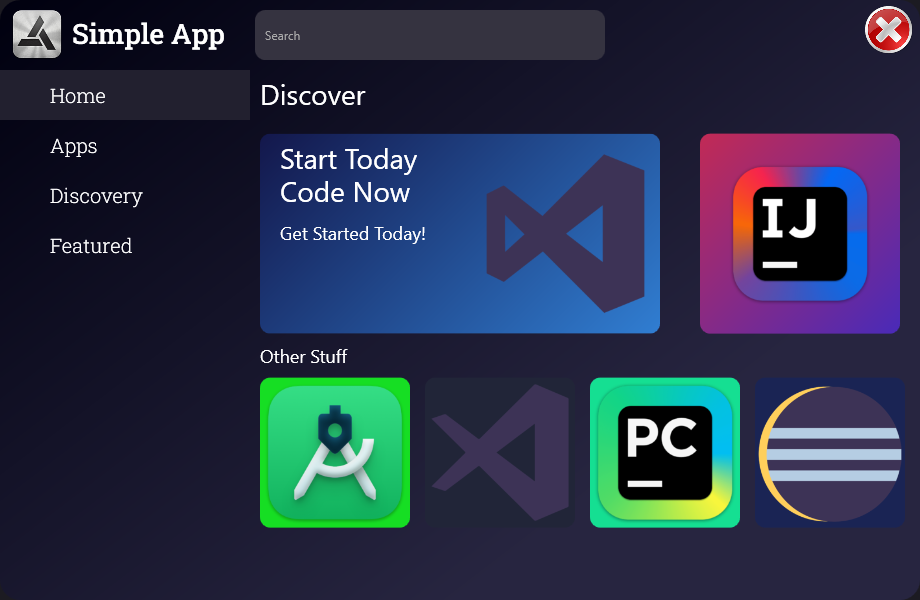 Simple App
Search
Home
Apps
Discovery
Featured
Discover
Start Today
Code Now
Get Started Today!
IJ
Other Stuff
PC